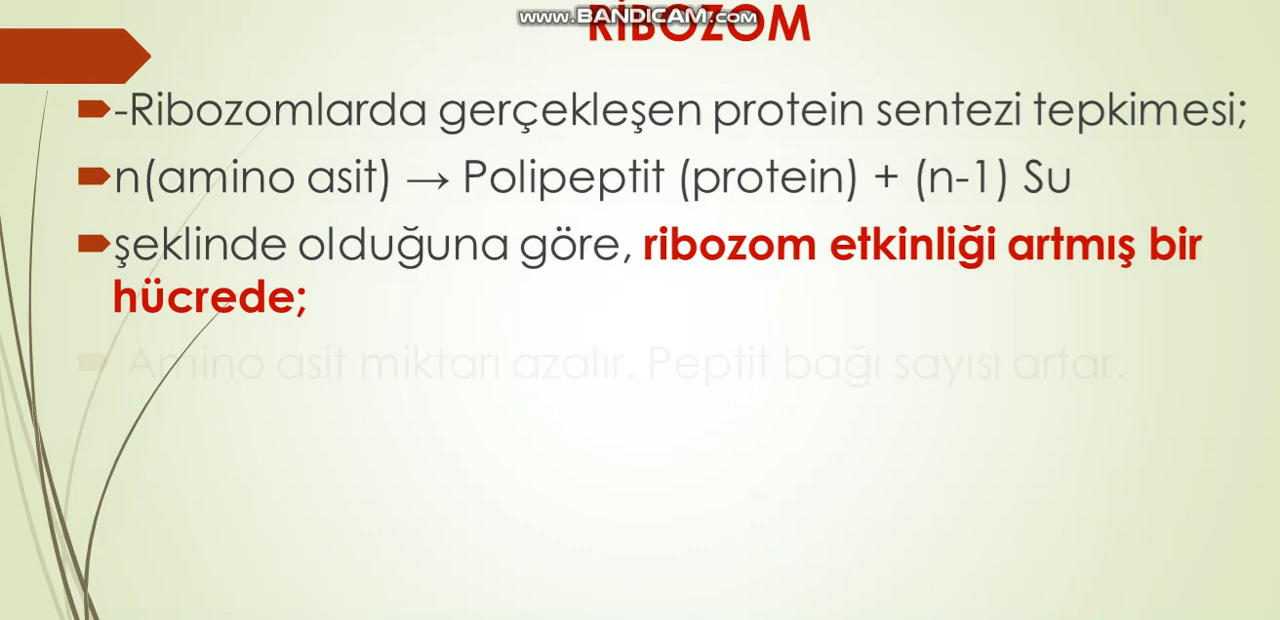 www.BANDICAM.com
RİBOZOM
-Ribozomlarda gerçekleşen protein sentezi tepkimesi;
n(amino asit) → Polipeptit (protein) + (n-1) Su
şeklinde olduğuna göre, ribozom etkinliği artmış bir
hücrede;
Amino asit miktarı azalır. Peptit bağı sayısı artar.